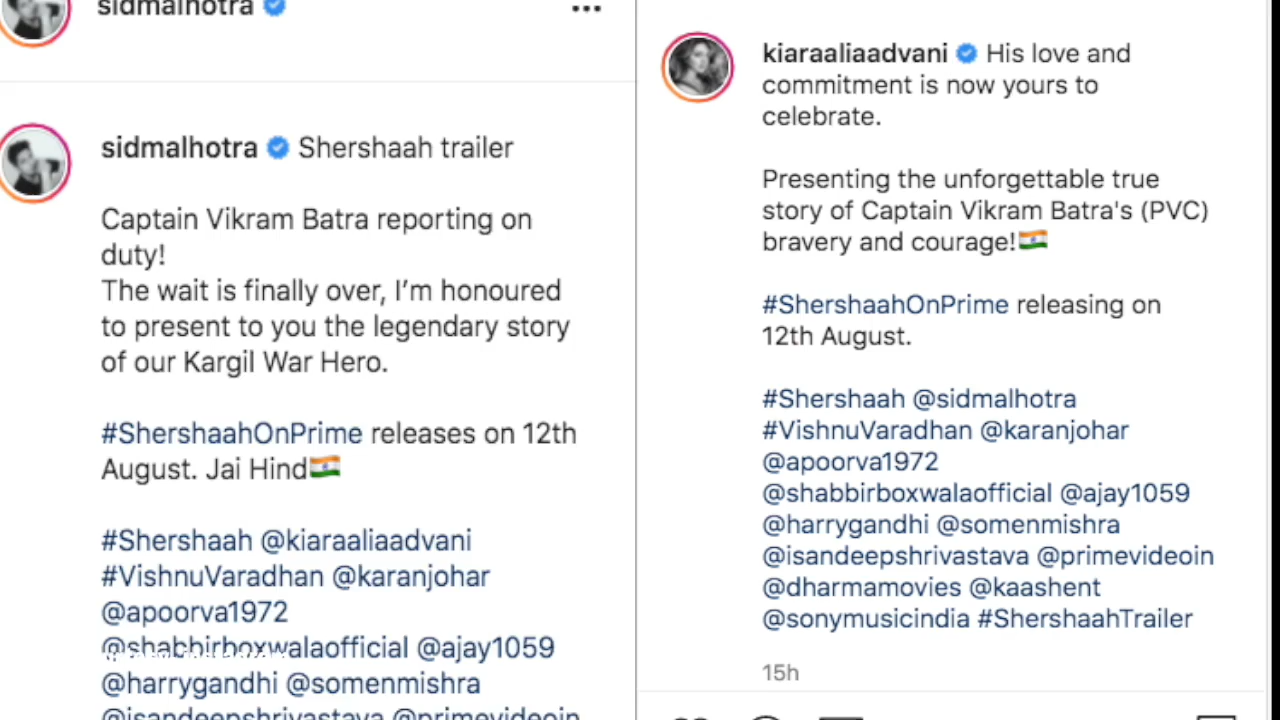 sidmalhotra
sidmalhotra Shershaah trailer
Captain Vikram Batra reporting on
duty!
The wait is finally over, I’m honoured
to present to you the legendary story
of our Kargil War Hero.
#ShershaahOnPrime releases on 12th
August. Jai Hind🇮🇳
#Shershaah @kiaraaliaadvani
#VishnuVaradhan @karanjohar
@apoorva1972
@shabbirboxwalaofficial @ajay1059
@harrygandhi @somenmishra
@isandeepshrivastava @primevideoin
kiaraaliaadvani His love and
commitment is now yours to
celebrate.
Presenting the unforgettable true
story of Captain Vikram Batra's (PVC)
bravery and courage!🇮🇳
#ShershaahOnPrime releasing on
12th August.
#Shershaah @sidmalhotra
#VishnuVaradhan @karanjohar
@apoorva1972
@shabbirboxwalaofficial @ajay1059
@harrygandhi @somenmishra
@isandeepshrivastava @primevideoin
@dharmamovies @kaashent
@sonymusicindia #ShershaahTrailer
15h